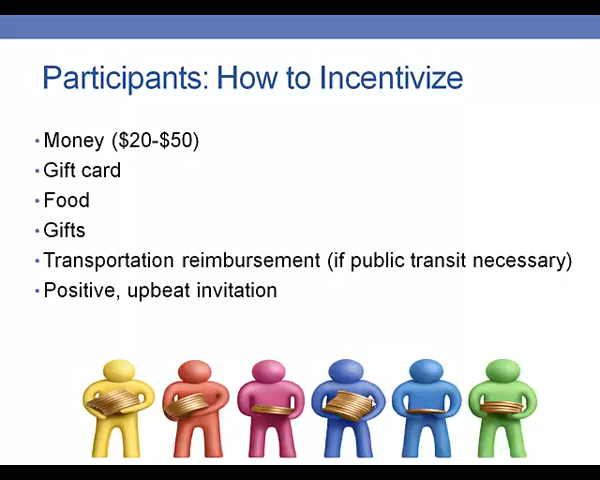 Participants: How to Incentivize
• Money ($20-$50)
• Gift card
• Food
• Gifts
• Transportation reimbursement (if public transit necessary)
• Positive, upbeat invitation